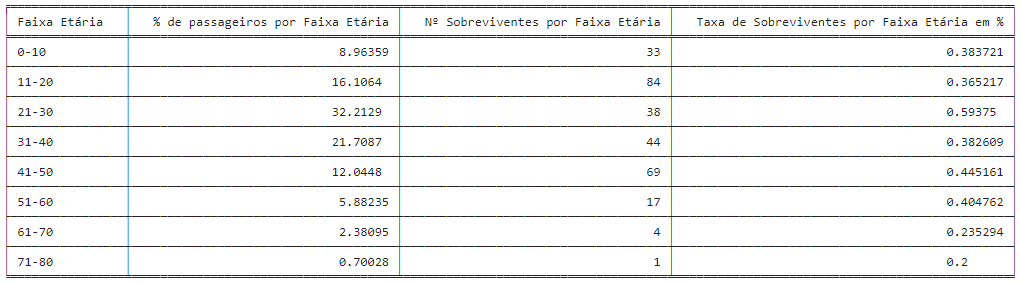 Faixa Etária % de passageiros por Faixa Etária Nº Sobreviventes por Faixa Etária Taxa de Sobreviventes por Faixa Etária em %
0-10 8.96359 33 0.383721
11-20 16.1064 84 0.365217
21-30 32.2129 38 0.59375
31-40 21.7087 44 0.382609
41-50 12.0448 69 0.445161
51-60 5.88235 17 0.404762
61-70 2.38095 4 0.235294
71-80 0.70028 1 0.2